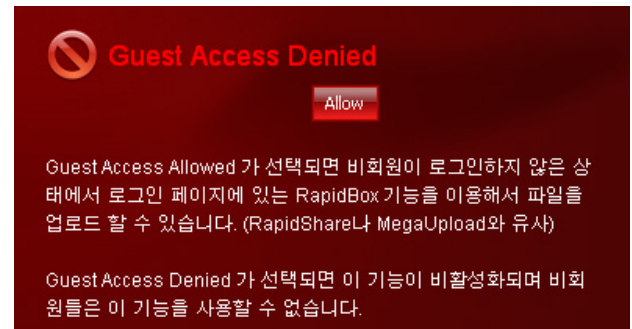 Guest Access Denied
Allow
Guest Access Allowed 가 선택되면 비회원이 로그인하지 않은 상
태에서 로그인 페이지에 있는 RapidBox 기능을 이용해서 파일을
업로드 할 수 있습니다. (RapidShare나 MegaUpload와 유사)
Guest Access Denied 가 선택되면 이 기능이 비활성화되며 비회
원들은 이 기능을 사용할 수 없습니다.